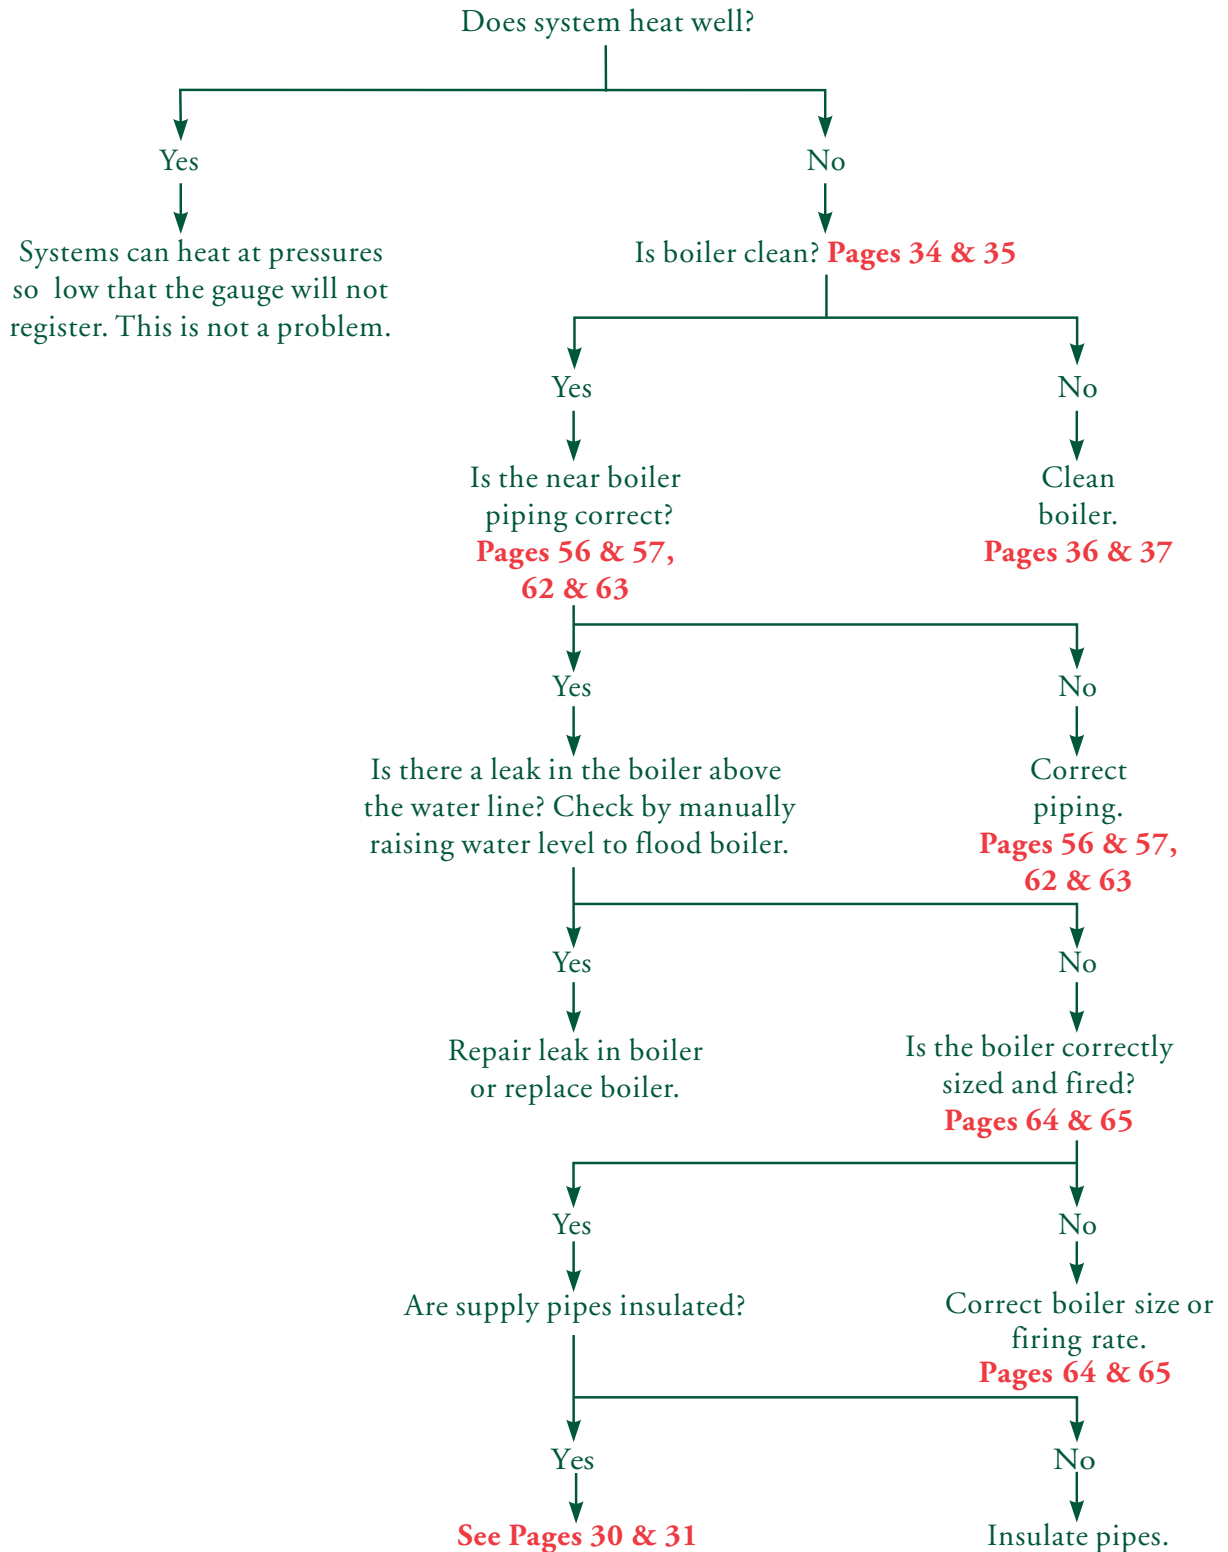 Does system heat well?
Yes
No
Systems can heat at pressures
so low that the gauge will not
register. This is not a problem.
Is boiler clean? Pages 34 & 35
Yes
No
Is the near boiler
piping correct?
Pages 56 & 57,
62 & 63
Clean
boiler.
Pages 36 & 37
Yes
No
Is there a leak in the boiler above
the water line? Check by manually
raising water level to flood boiler.
Correct
piping.
Pages 56 & 57,
62 & 63
Yes
No
Repair leak in boiler
or replace boiler.
Is the boiler correctly
sized and fired?
Pages 64 & 65
Yes
No
Are supply pipes insulated?
Correct boiler size or
firing rate.
Pages 64 & 65
Yes
No
See Pages 30 & 31
Insulate pipes.